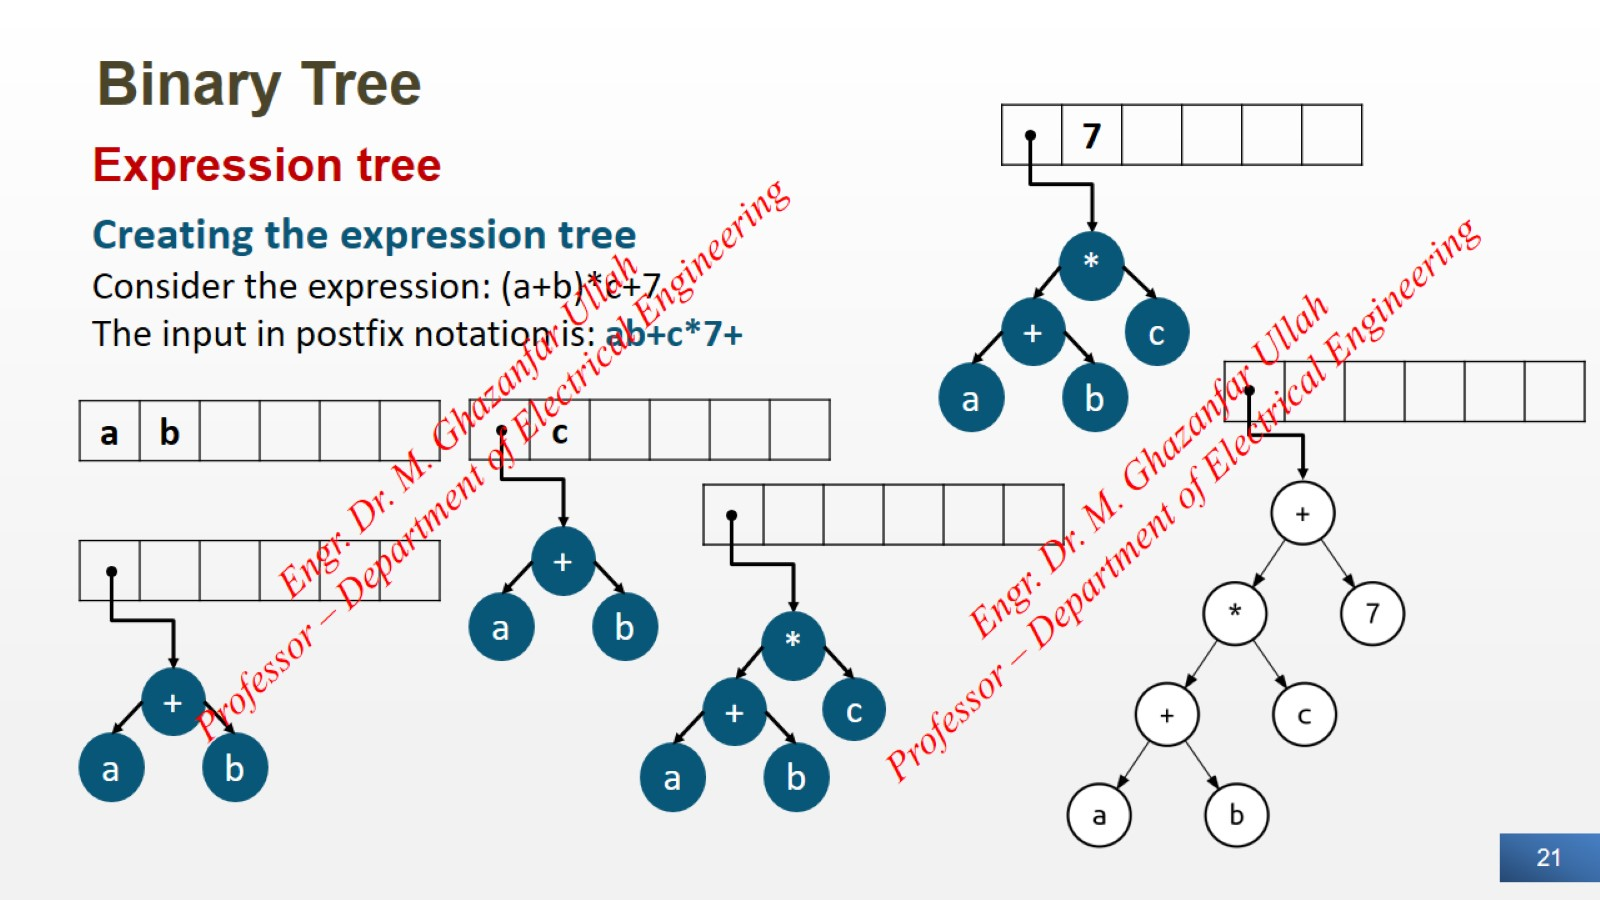 Binary Tree
Expression tree
Creating the expression tree
Consider the expression: (a+b)*c+7
The input in postfix notation is: ab+c*7+
a b
+
a b
c
+
a b
*
+ c
a b
7
*
+ c
a b
+
* 7
+ c
a b
Engr. Dr. M. Ghazanfar Ullah
Professor – Department of Electrical Engineering
Engr. Dr. M. Ghazanfar Ullah
Professor – Department of Electrical Engineering
21